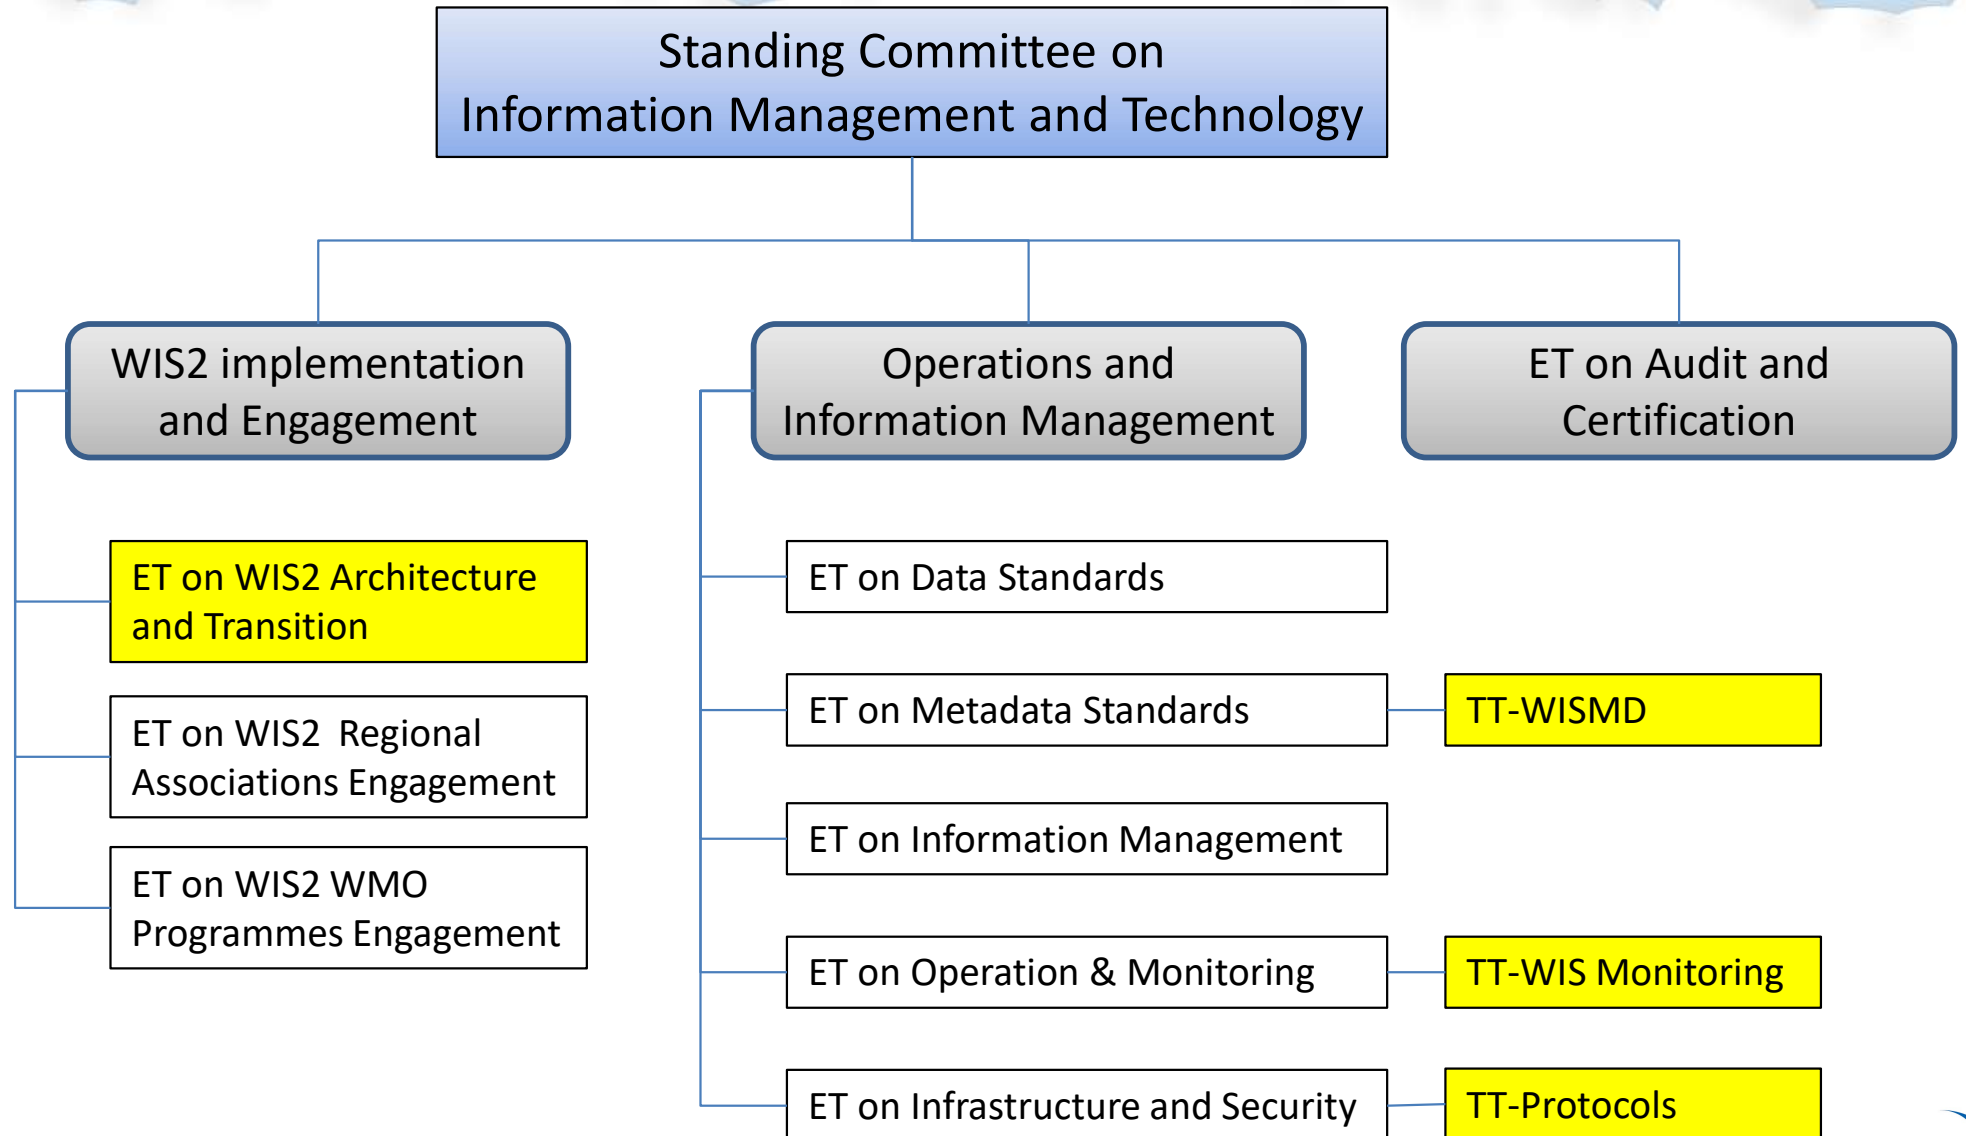 Standing Committee on
Information Management and Technology
WIS2 implementation
and Engagement
Operations and
Information Management
ET on Audit and
Certification
ET on WIS2 Architecture
and Transition
ET on WIS2 Regional
Associations Engagement
ET on WIS2 WMO
Programmes Engagement
ET on Data Standards
ET on Metadata Standards
TT-WISMD
ET on Information Management
ET on Operation & Monitoring
TT-WIS Monitoring
ET on Infrastructure and Security
TT-Protocols